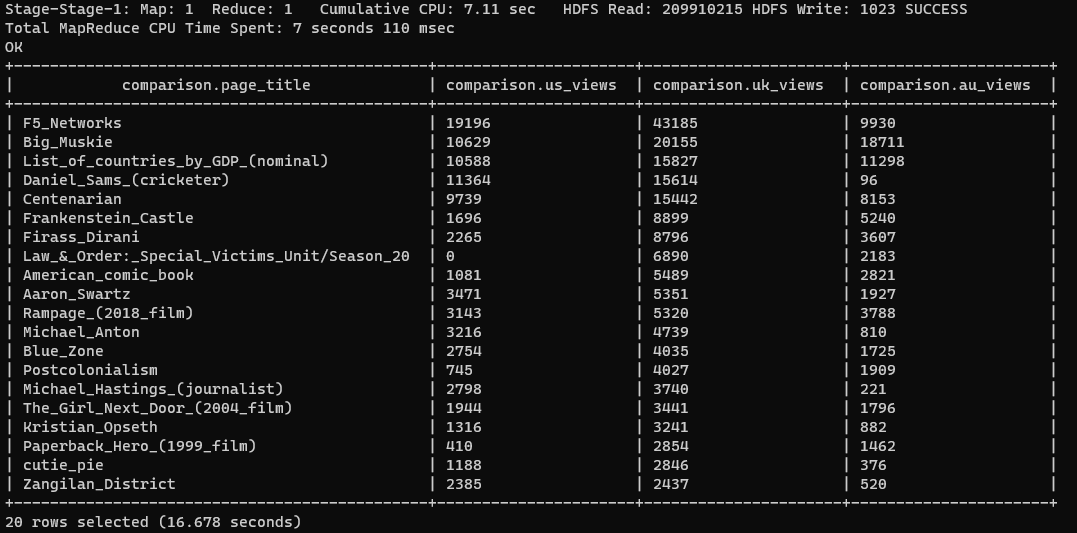 Stage-Stage-1: Map: 1  Reduce: 1   Cumulative CPU: 7.11 sec   HDFS Read: 209910215 HDFS Write: 1023 SUCCESS
Total MapReduce CPU Time Spent: 7 seconds 110 msec
OK
+----------------------------------------------+----------------------+----------------------+----------------------+
|            comparison.page_title             | comparison.us_views  | comparison.uk_views  | comparison.au_views  |
+----------------------------------------------+----------------------+----------------------+----------------------+
| F5_Networks                                  | 19196                | 43185                | 9930                 |
| Big_Muskie                                   | 10629                | 20155                | 18711                |
| List_of_countries_by_GDP_(nominal)           | 10588                | 15827                | 11298                |
| Daniel_Sams_(cricketer)                      | 11364                | 15614                | 96                   |
| Centenarian                                  | 9739                 | 15442                | 8153                 |
| Frankenstein_Castle                          | 1696                 | 8899                 | 5240                 |
| Firass_Dirani                                | 2265                 | 8796                 | 3607                 |
| Law_&_Order:_Special_Victims_Unit/Season_20  | 0                    | 6890                 | 2183                 |
| American_comic_book                          | 1081                 | 5489                 | 2821                 |
| Aaron_Swartz                                 | 3471                 | 5351                 | 1927                 |
| Rampage_(2018_film)                          | 3143                 | 5320                 | 3788                 |
| Michael_Anton                                | 3216                 | 4739                 | 810                  |
| Blue_Zone                                    | 2754                 | 4035                 | 1725                 |
| Postcolonialism                              | 745                  | 4027                 | 1909                 |
| Michael_Hastings_(journalist)                | 2798                 | 3740                 | 221                  |
| The_Girl_Next_Door_(2004_film)               | 1944                 | 3441                 | 1796                 |
| Kristian_Opseth                              | 1316                 | 3241                 | 882                  |
| Paperback_Hero_(1999_film)                   | 410                  | 2854                 | 1462                 |
| cutie_pie                                    | 1188                 | 2846                 | 376                  |
| Zangilan_District                            | 2385                 | 2437                 | 520                  |
+----------------------------------------------+----------------------+----------------------+----------------------+
20 rows selected (16.678 seconds)